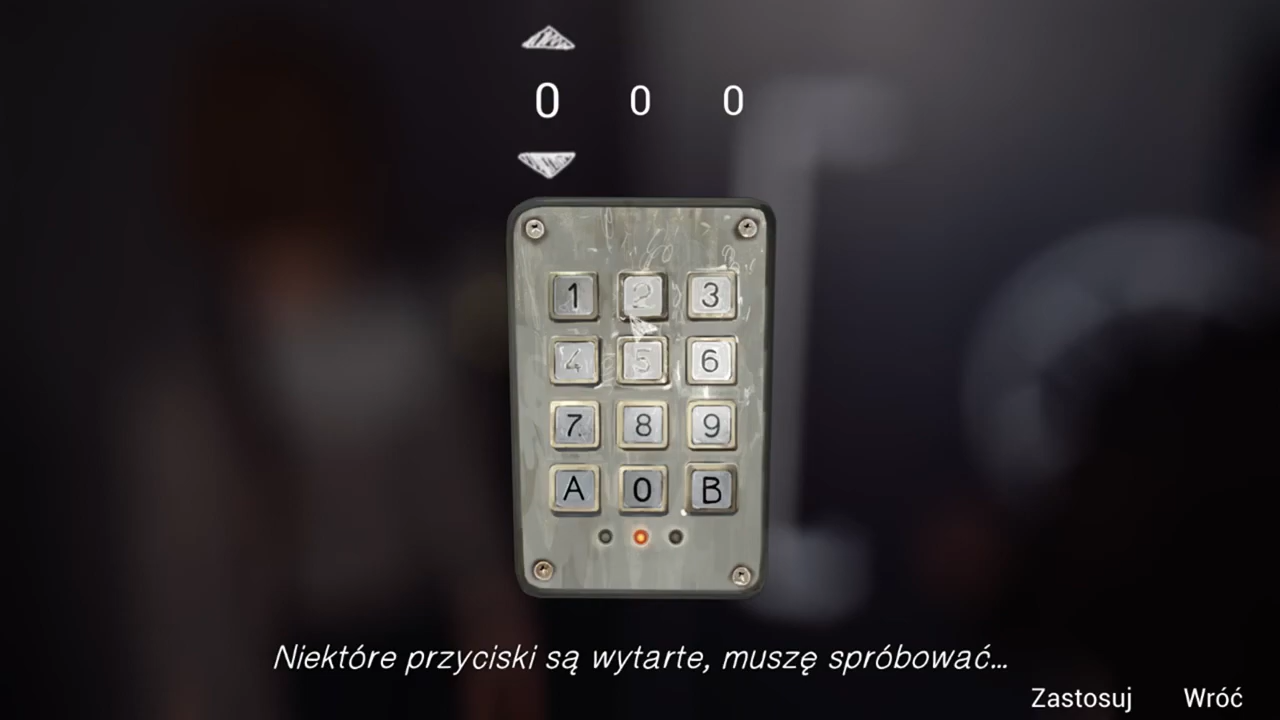 0 0 0
1 2 3
4 5 6
7 8 9
A 0 B
Niektóre przyciski są wytarte, muszę spróbować...
Zastosuj Wróć